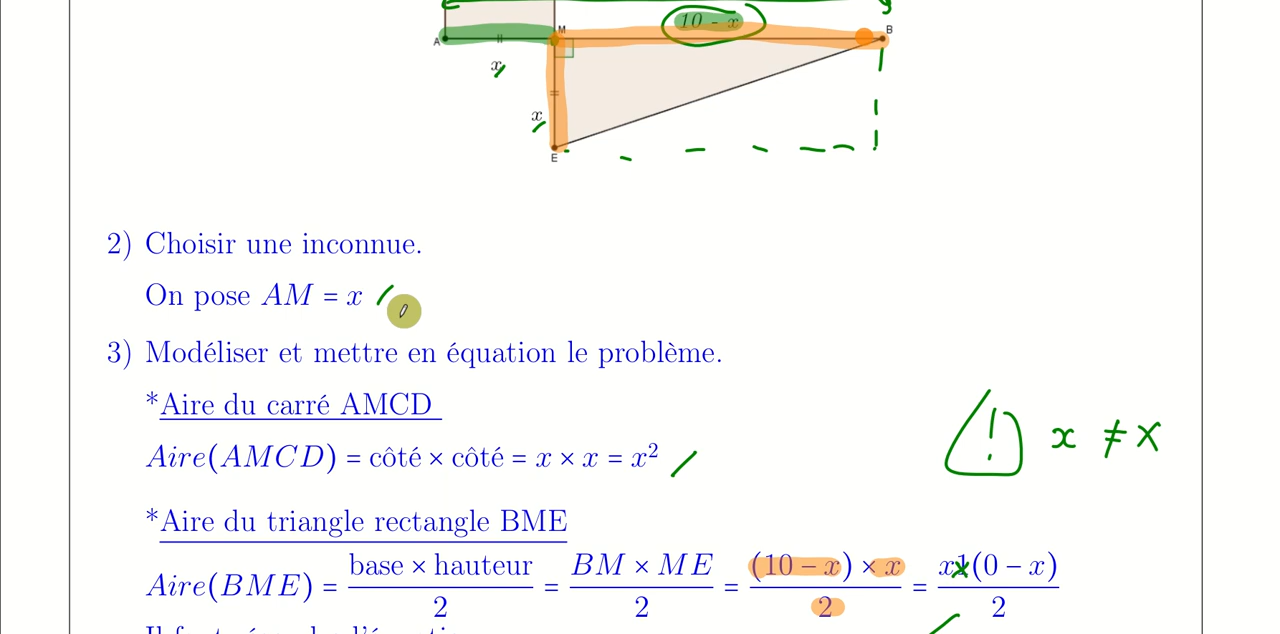 10 - x
A M B
x
x
E
2) Choisir une inconnue.
On pose AM = x
3) Modéliser et mettre en équation le problème.
*Aire du carré AMCD
Aire(AMCD) = côté × côté = x × x = x²
x ≠ x
*Aire du triangle rectangle BME
Aire(BME) = base × hauteur / 2 = BM × ME / 2 = (10 − x) × x / 2 = x1(0 − x) / 2